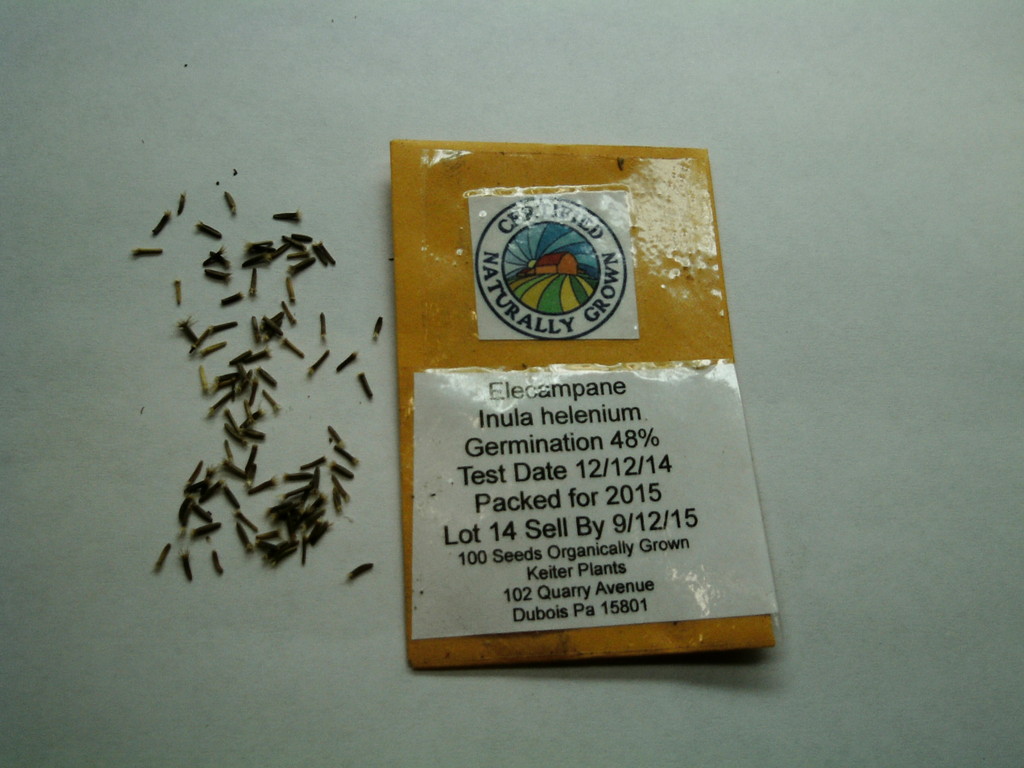 CERTIFIED
NATURALLY GROWN
Elecampane
Inula helenium
Germination 48%
Test Date 12/12/14
Packed for 2015
Lot 14 Sell By 9/12/15
100 Seeds Organically Grown
Keiter Plants
102 Quarry Avenue
Dubois Pa 15801